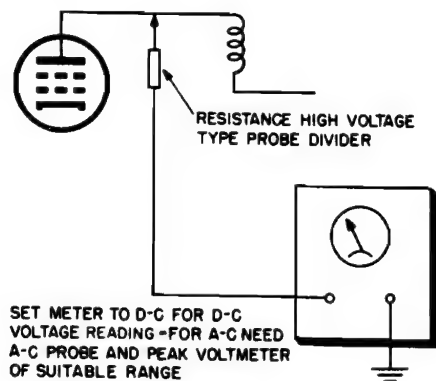 RESISTANCE HIGH VOLTAGE
TYPE PROBE DIVIDER
SET METER TO D-C FOR D-C
VOLTAGE READING-FOR A-C NEED
A-C PROBE AND PEAK VOLTMETER
OF SUITABLE RANGE